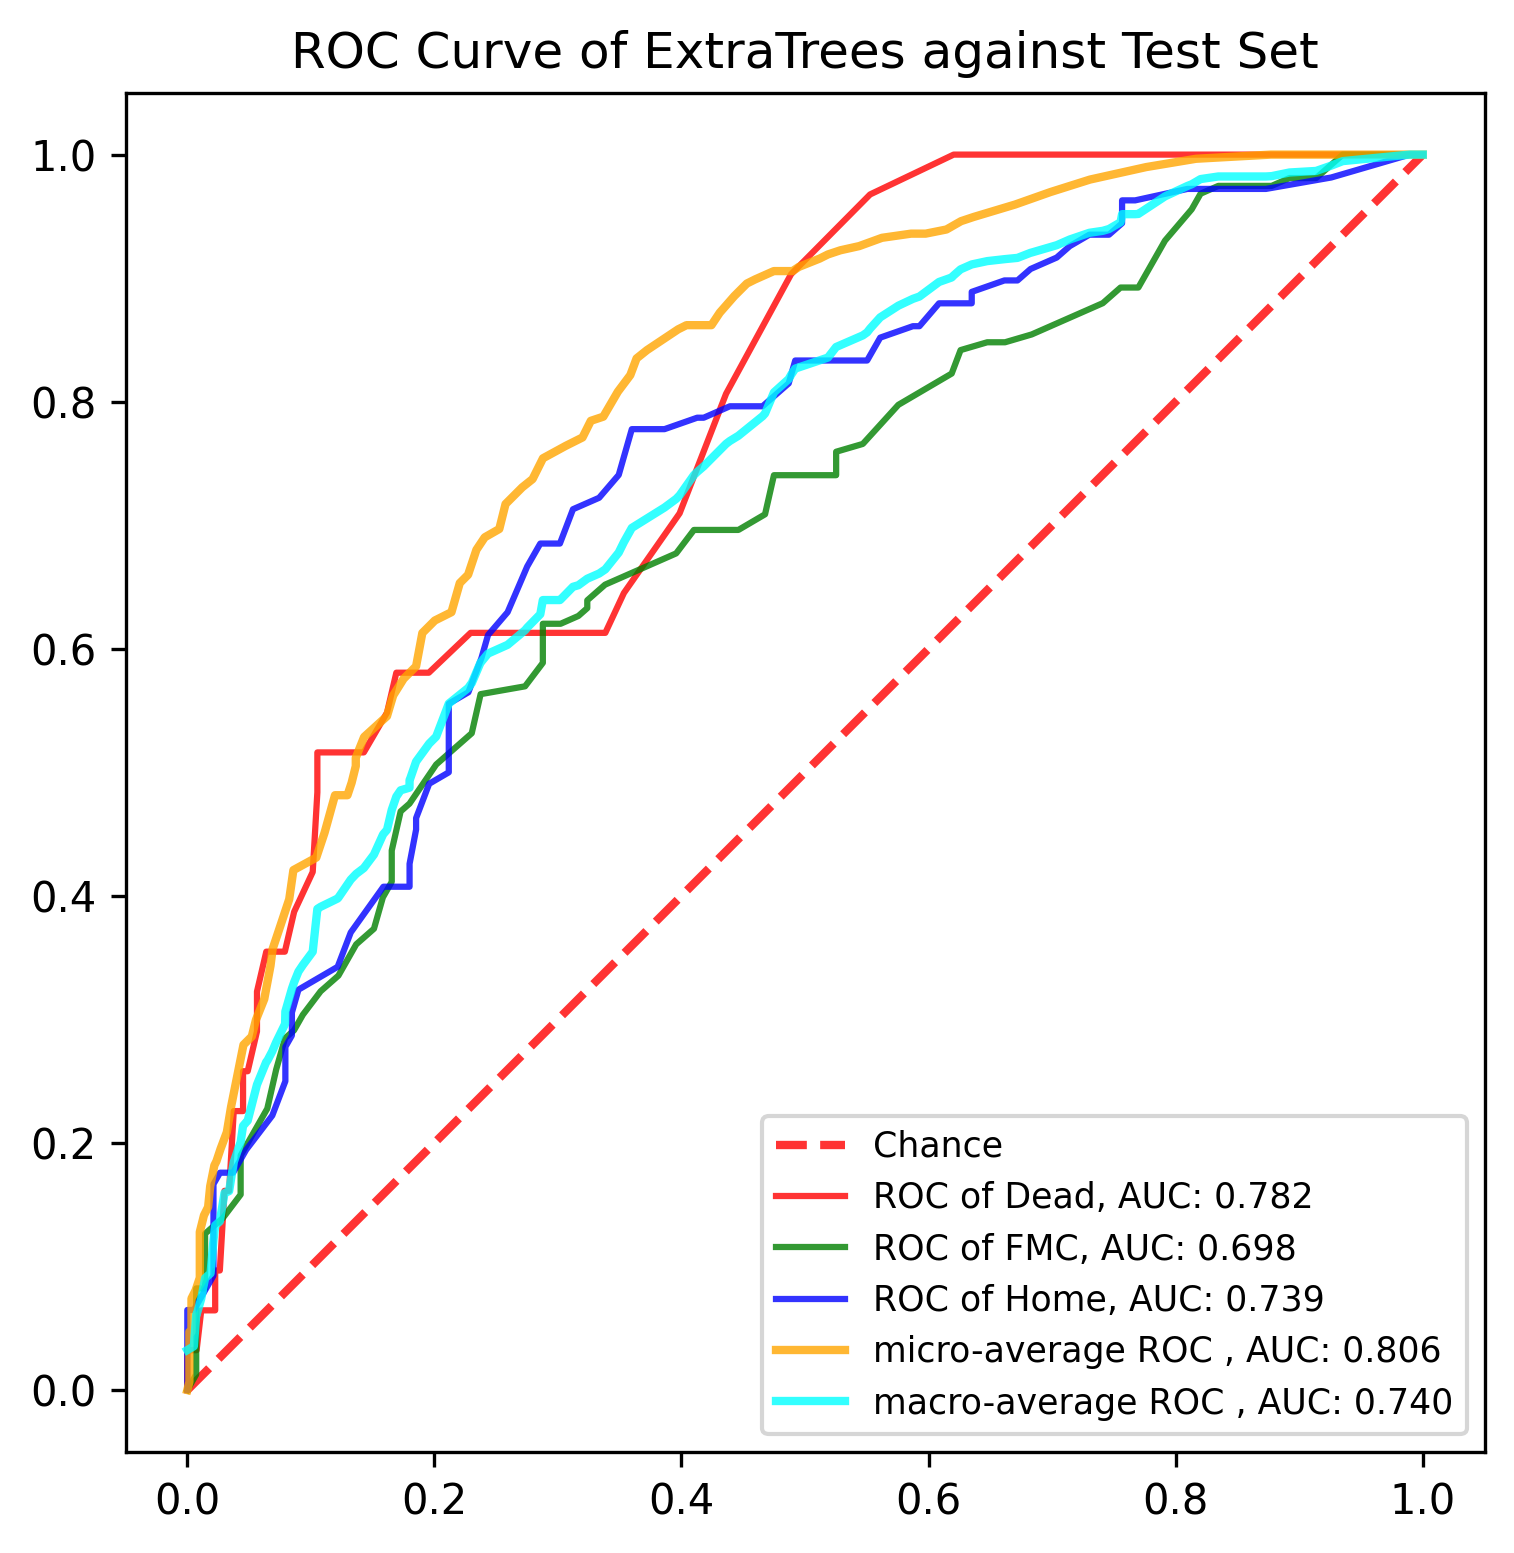 ROC Curve of ExtraTrees against Test Set
1.0
0.8
0.6
0.4
0.2
0.0
Chance
ROC of Dead, AUC: 0.782
ROC of FMC, AUC: 0.698
ROC of Home, AUC: 0.739
micro-average ROC , AUC: 0.806
macro-average ROC , AUC: 0.740
0.0 0.2 0.4 0.6 0.8 1.0